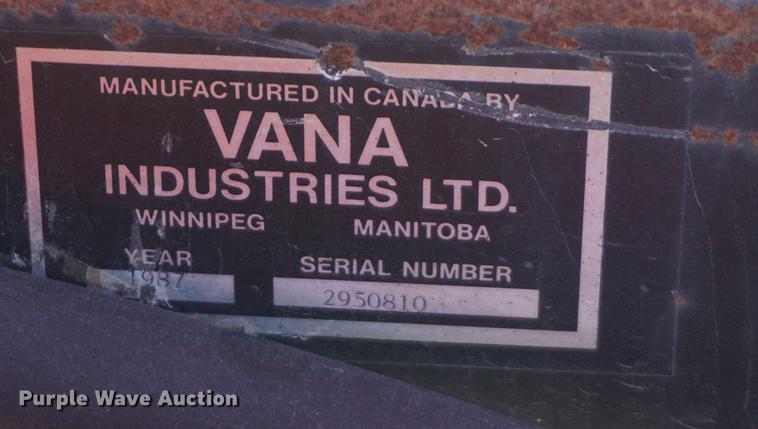 MANUFACTURED IN CANADA BY
VANA
INDUSTRIES LTD.
WINNIPEG MANITOBA
YEAR SERIAL NUMBER
1987 2950810
Purple Wave Auction